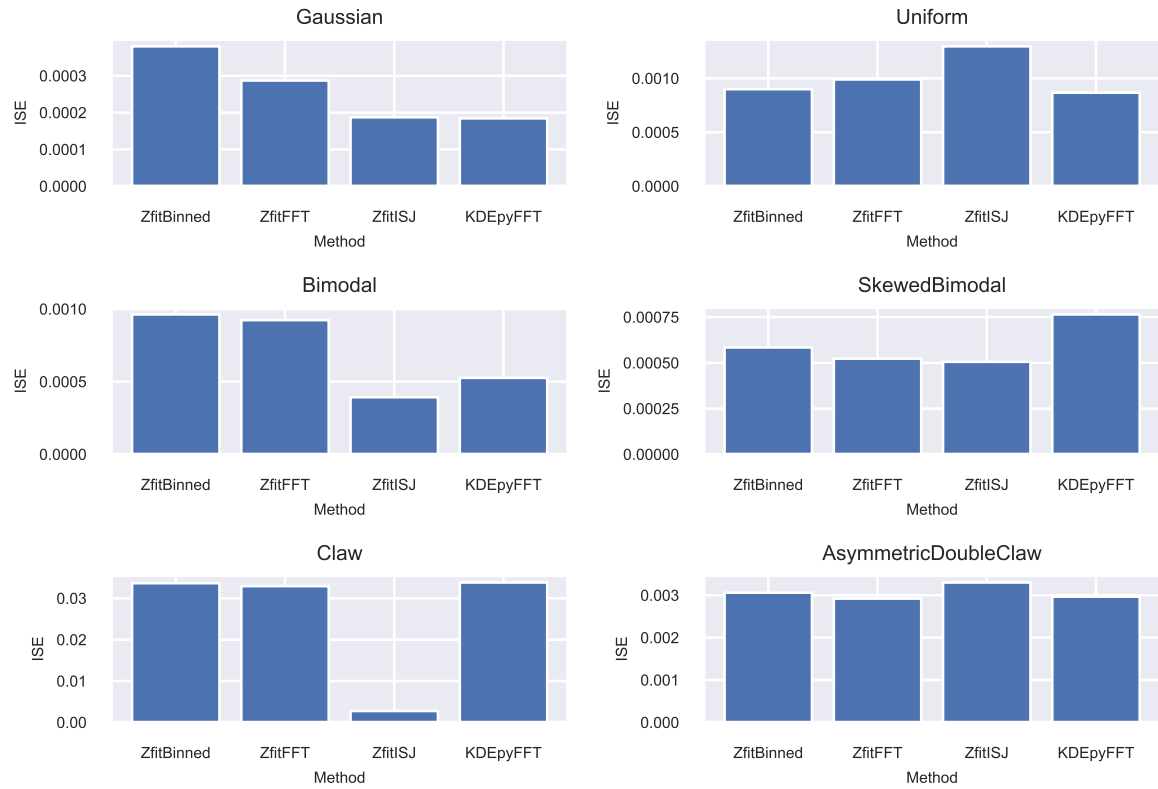 Gaussian
ISE
0.0003
0.0002
0.0001
0.0000
ZfitBinned ZfitFFT ZfitISJ KDEpyFFT
Method
Uniform
ISE
0.0010
0.0005
0.0000
ZfitBinned ZfitFFT ZfitISJ KDEpyFFT
Method
Bimodal
ISE
0.0010
0.0005
0.0000
ZfitBinned ZfitFFT ZfitISJ KDEpyFFT
Method
SkewedBimodal
ISE
0.00075
0.00050
0.00025
0.00000
ZfitBinned ZfitFFT ZfitISJ KDEpyFFT
Method
Claw
ISE
0.03
0.02
0.01
0.00
ZfitBinned ZfitFFT ZfitISJ KDEpyFFT
Method
AsymmetricDoubleClaw
ISE
0.003
0.002
0.001
0.000
ZfitBinned ZfitFFT ZfitISJ KDEpyFFT
Method